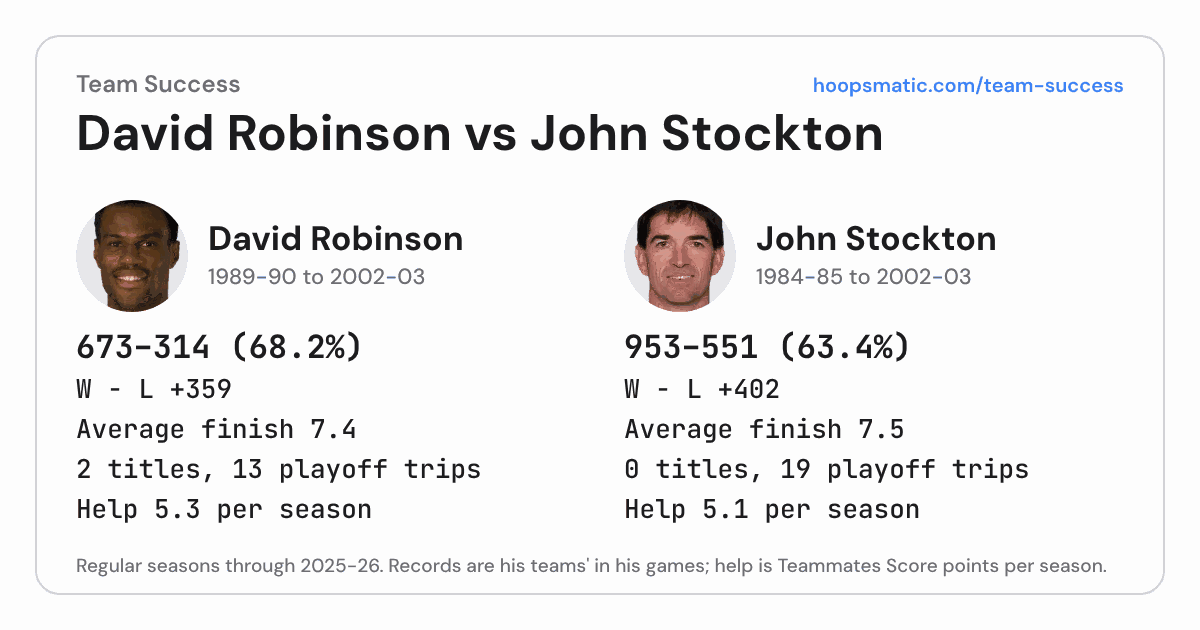 Team Success
hoopsmatic.com/team-success
David Robinson vs John Stockton
David Robinson
1989-90 to 2002-03
673-314 (68.2%)
W - L +359
Average finish 7.4
2 titles, 13 playoff trips
Help 5.3 per season
John Stockton
1984-85 to 2002-03
953-551 (63.4%)
W - L +402
Average finish 7.5
0 titles, 19 playoff trips
Help 5.1 per season
Regular seasons through 2025-26. Records are his teams' in his games; help is Teammates Score points per season.